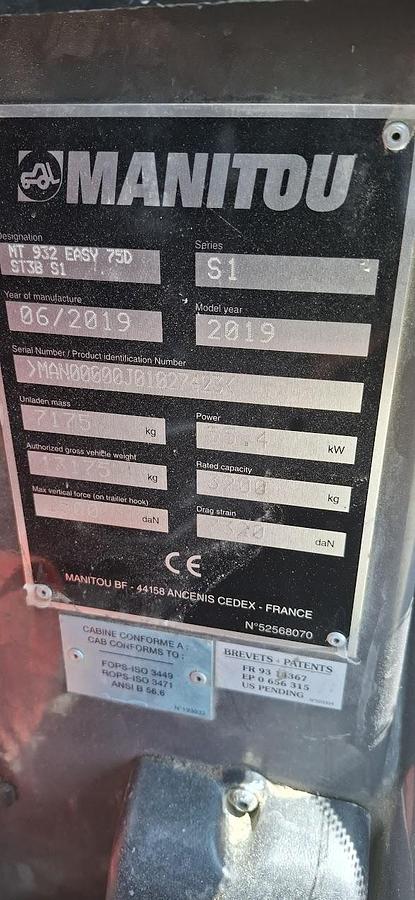 MANITOU
Designation
MT 932 EASY 75D
ST3B S1
Series
S1
Year of manufacture
06/2019
Model year
2019
Serial Number / Product identification Number
Unladen mass
7175 kg
Power
kW
Authorized gross vehicle weight
kg
Rated capacity
3200 kg
Max vertical force (on trailer hook)
daN
Drag strain
daN
CE
MANITOU BF - 44158 ANCENIS CEDEX - FRANCE
N°52568070
CABINE CONFORME A :
CAB CONFORMS TO :
FOPS-ISO 3449
ROPS-ISO 3471
ANSI B 56.6
BREVETS - PATENTS
EP 0 656 315
US PENDING